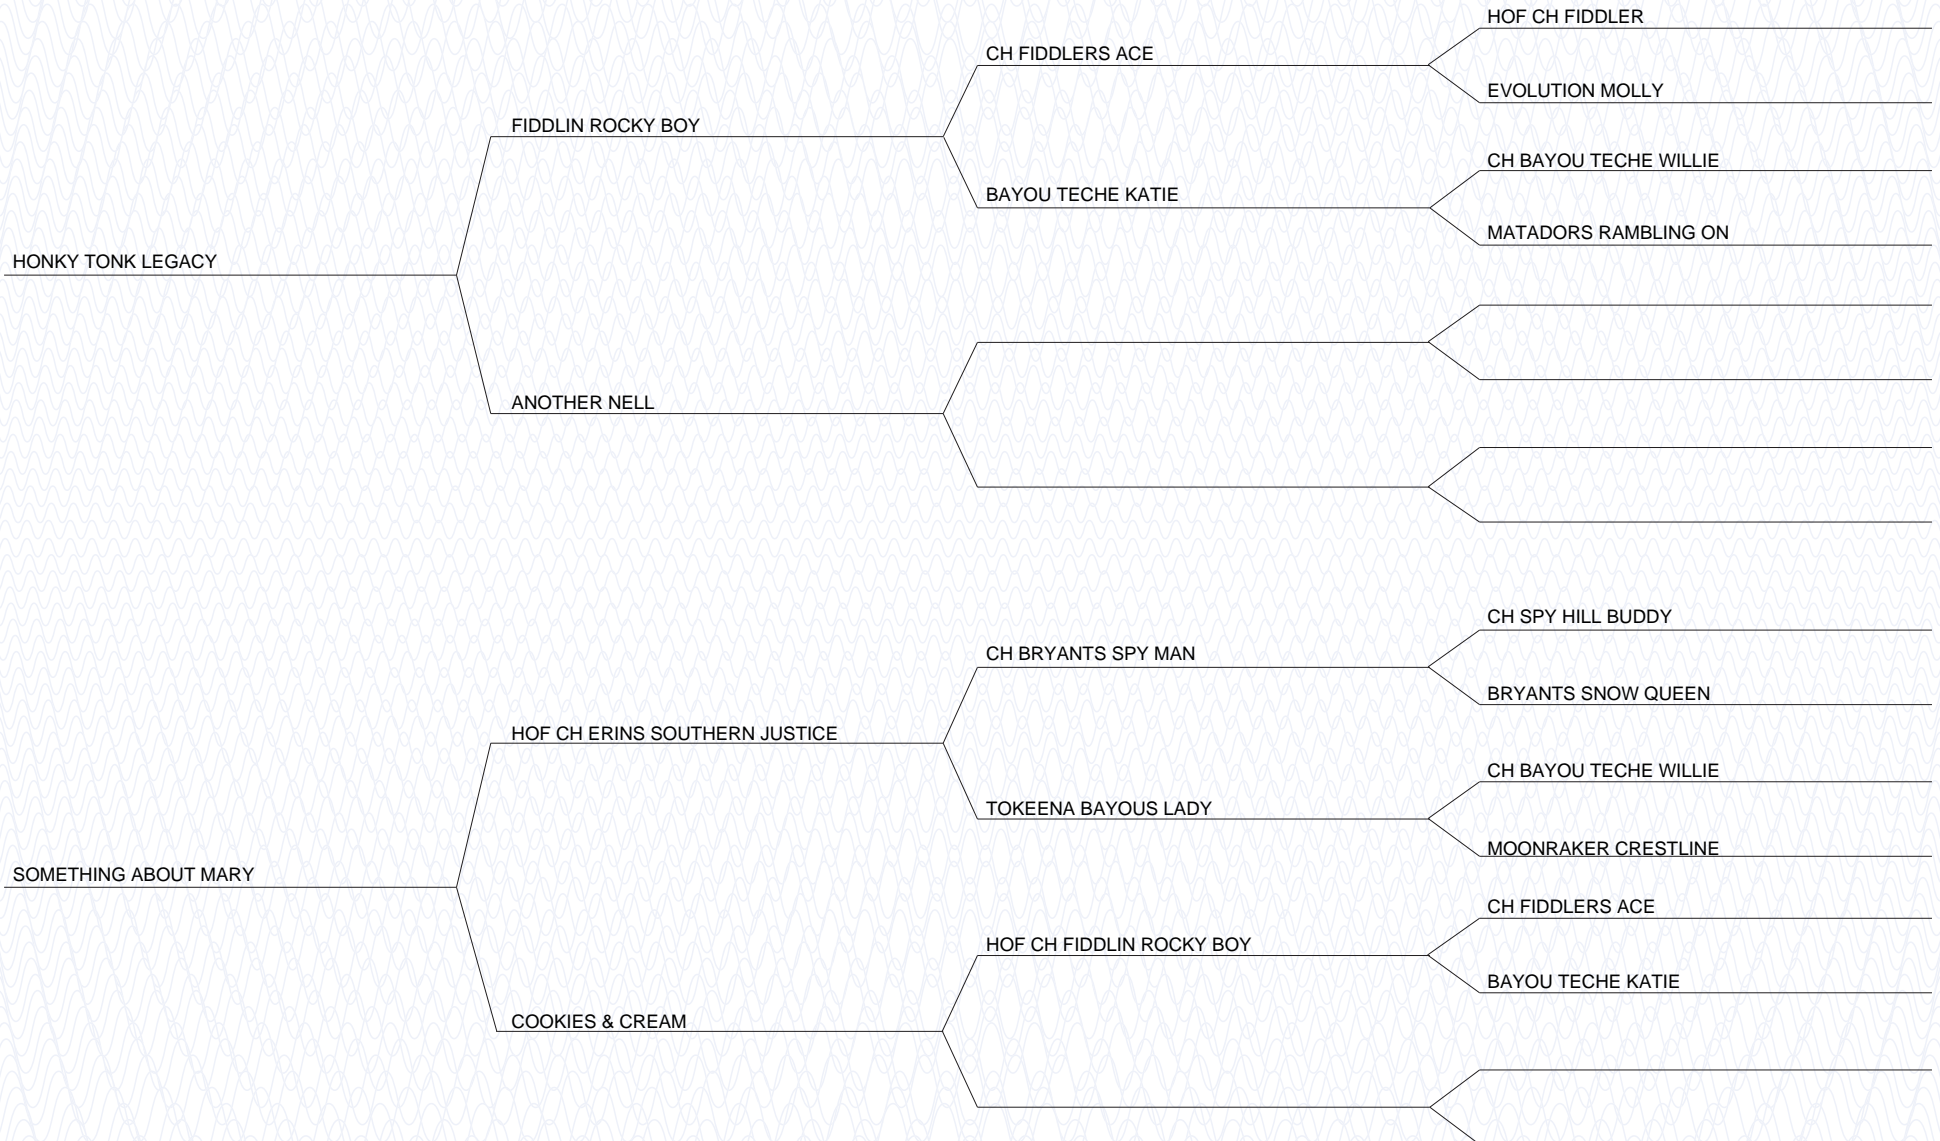 HOF CH FIDDLER
CH FIDDLERS ACE
EVOLUTION MOLLY
FIDDLIN ROCKY BOY
CH BAYOU TECHE WILLIE
BAYOU TECHE KATIE
MATADORS RAMBLING ON
HONKY TONK LEGACY
ANOTHER NELL
CH SPY HILL BUDDY
CH BRYANTS SPY MAN
BRYANTS SNOW QUEEN
HOF CH ERINS SOUTHERN JUSTICE
CH BAYOU TECHE WILLIE
TOKEENA BAYOUS LADY
MOONRAKER CRESTLINE
SOMETHING ABOUT MARY
CH FIDDLERS ACE
HOF CH FIDDLIN ROCKY BOY
BAYOU TECHE KATIE
COOKIES & CREAM